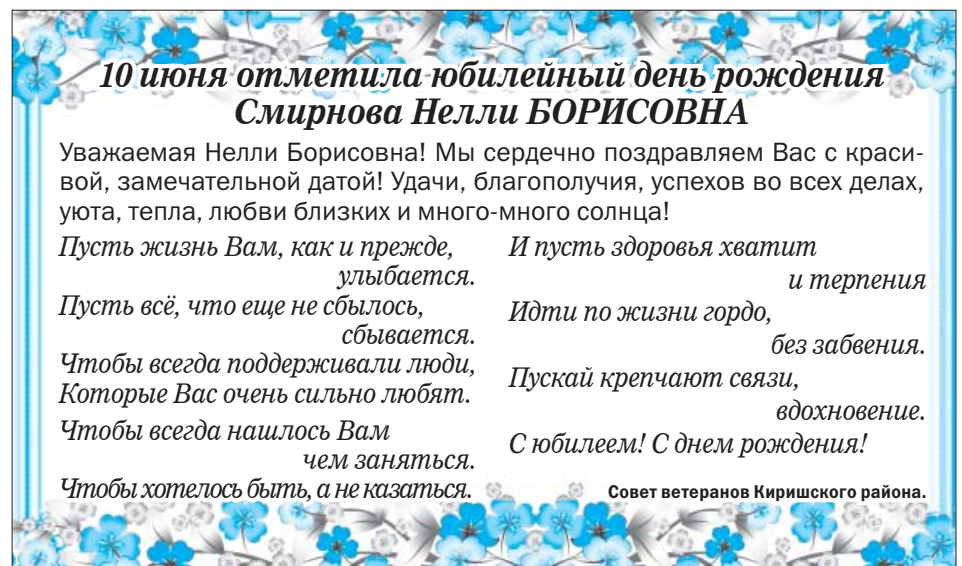 10 июня отметила юбилейный день рождения
Смирнова Нелли БОРИСОВНА
Уважаемая Нелли Борисовна! Мы сердечно поздравляем Вас с краси-
вой, замечательной датой! Удачи, благополучия, успехов во всех делах,
уюта, тепла, любви близких и много-много солнца!
Пусть жизнь Вам, как и прежде,
улыбается.
Пусть всё, что еще не сбылось,
сбывается.
Чтобы всегда поддерживали люди,
Которые Вас очень сильно любят.
Чтобы всегда нашлось Вам
чем заняться.
Чтобы хотелось быть, а не казаться.
И пусть здоровья хватит
и терпения
Идти по жизни гордо,
без забвения.
Пускай крепчают связи,
вдохновение.
С юбилеем! С днем рождения!
Совет ветеранов Киришского района.